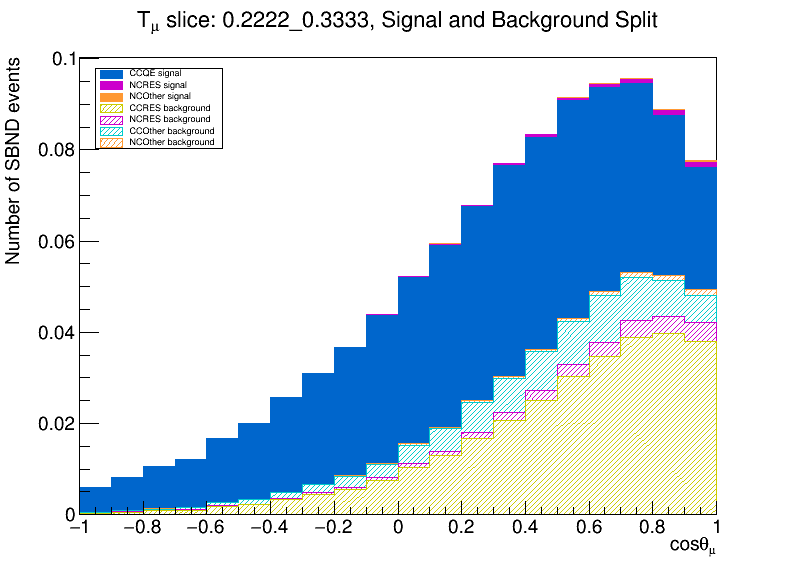 Tμ slice: 0.2222_0.3333, Signal and Background Split
Number of SBND events
0.1
0.08
0.06
0.04
0.02
0
CCQE signal
NCRES signal
NCOther signal
CCRES background
NCRES background
CCOther background
NCOther background
−1 −0.8 −0.6 −0.4 −0.2 0 0.2 0.4 0.6 0.8 1
cosθμ